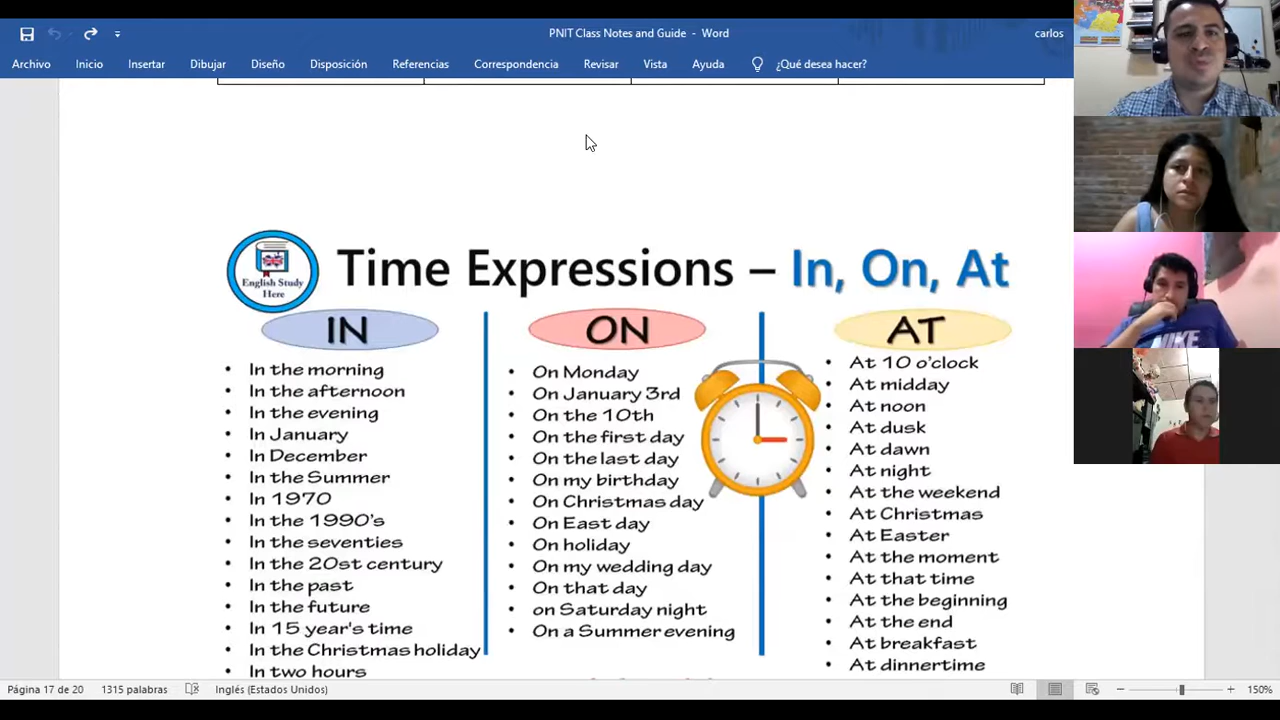 PNIT Class Notes and Guide - Word
carlos
Archivo Inicio Insertar Dibujar Diseño Disposición Referencias Correspondencia Revisar Vista Ayuda ¿Qué desea hacer?
English Study
Here
Time Expressions – In, On, At
IN
• In the morning
• In the afternoon
• In the evening
• In January
• In December
• In the Summer
• In 1970
• In the 1990's
• In the seventies
• In the 20st century
• In the past
• In the future
• In 15 year's time
• In the Christmas holiday
• In two hours
ON
• On Monday
• On January 3rd
• On the 10th
• On the first day
• On the last day
• On my birthday
• On Christmas day
• On East day
• On holiday
• On my wedding day
• On that day
• on Saturday night
• On a Summer evening
AT
• At 10 o'clock
• At midday
• At noon
• At dusk
• At dawn
• At night
• At the weekend
• At Christmas
• At Easter
• At the moment
• At that time
• At the beginning
• At the end
• At breakfast
• At dinnertime
NIKE
Página 17 de 20 1315 palabras Inglés (Estados Unidos) 150%